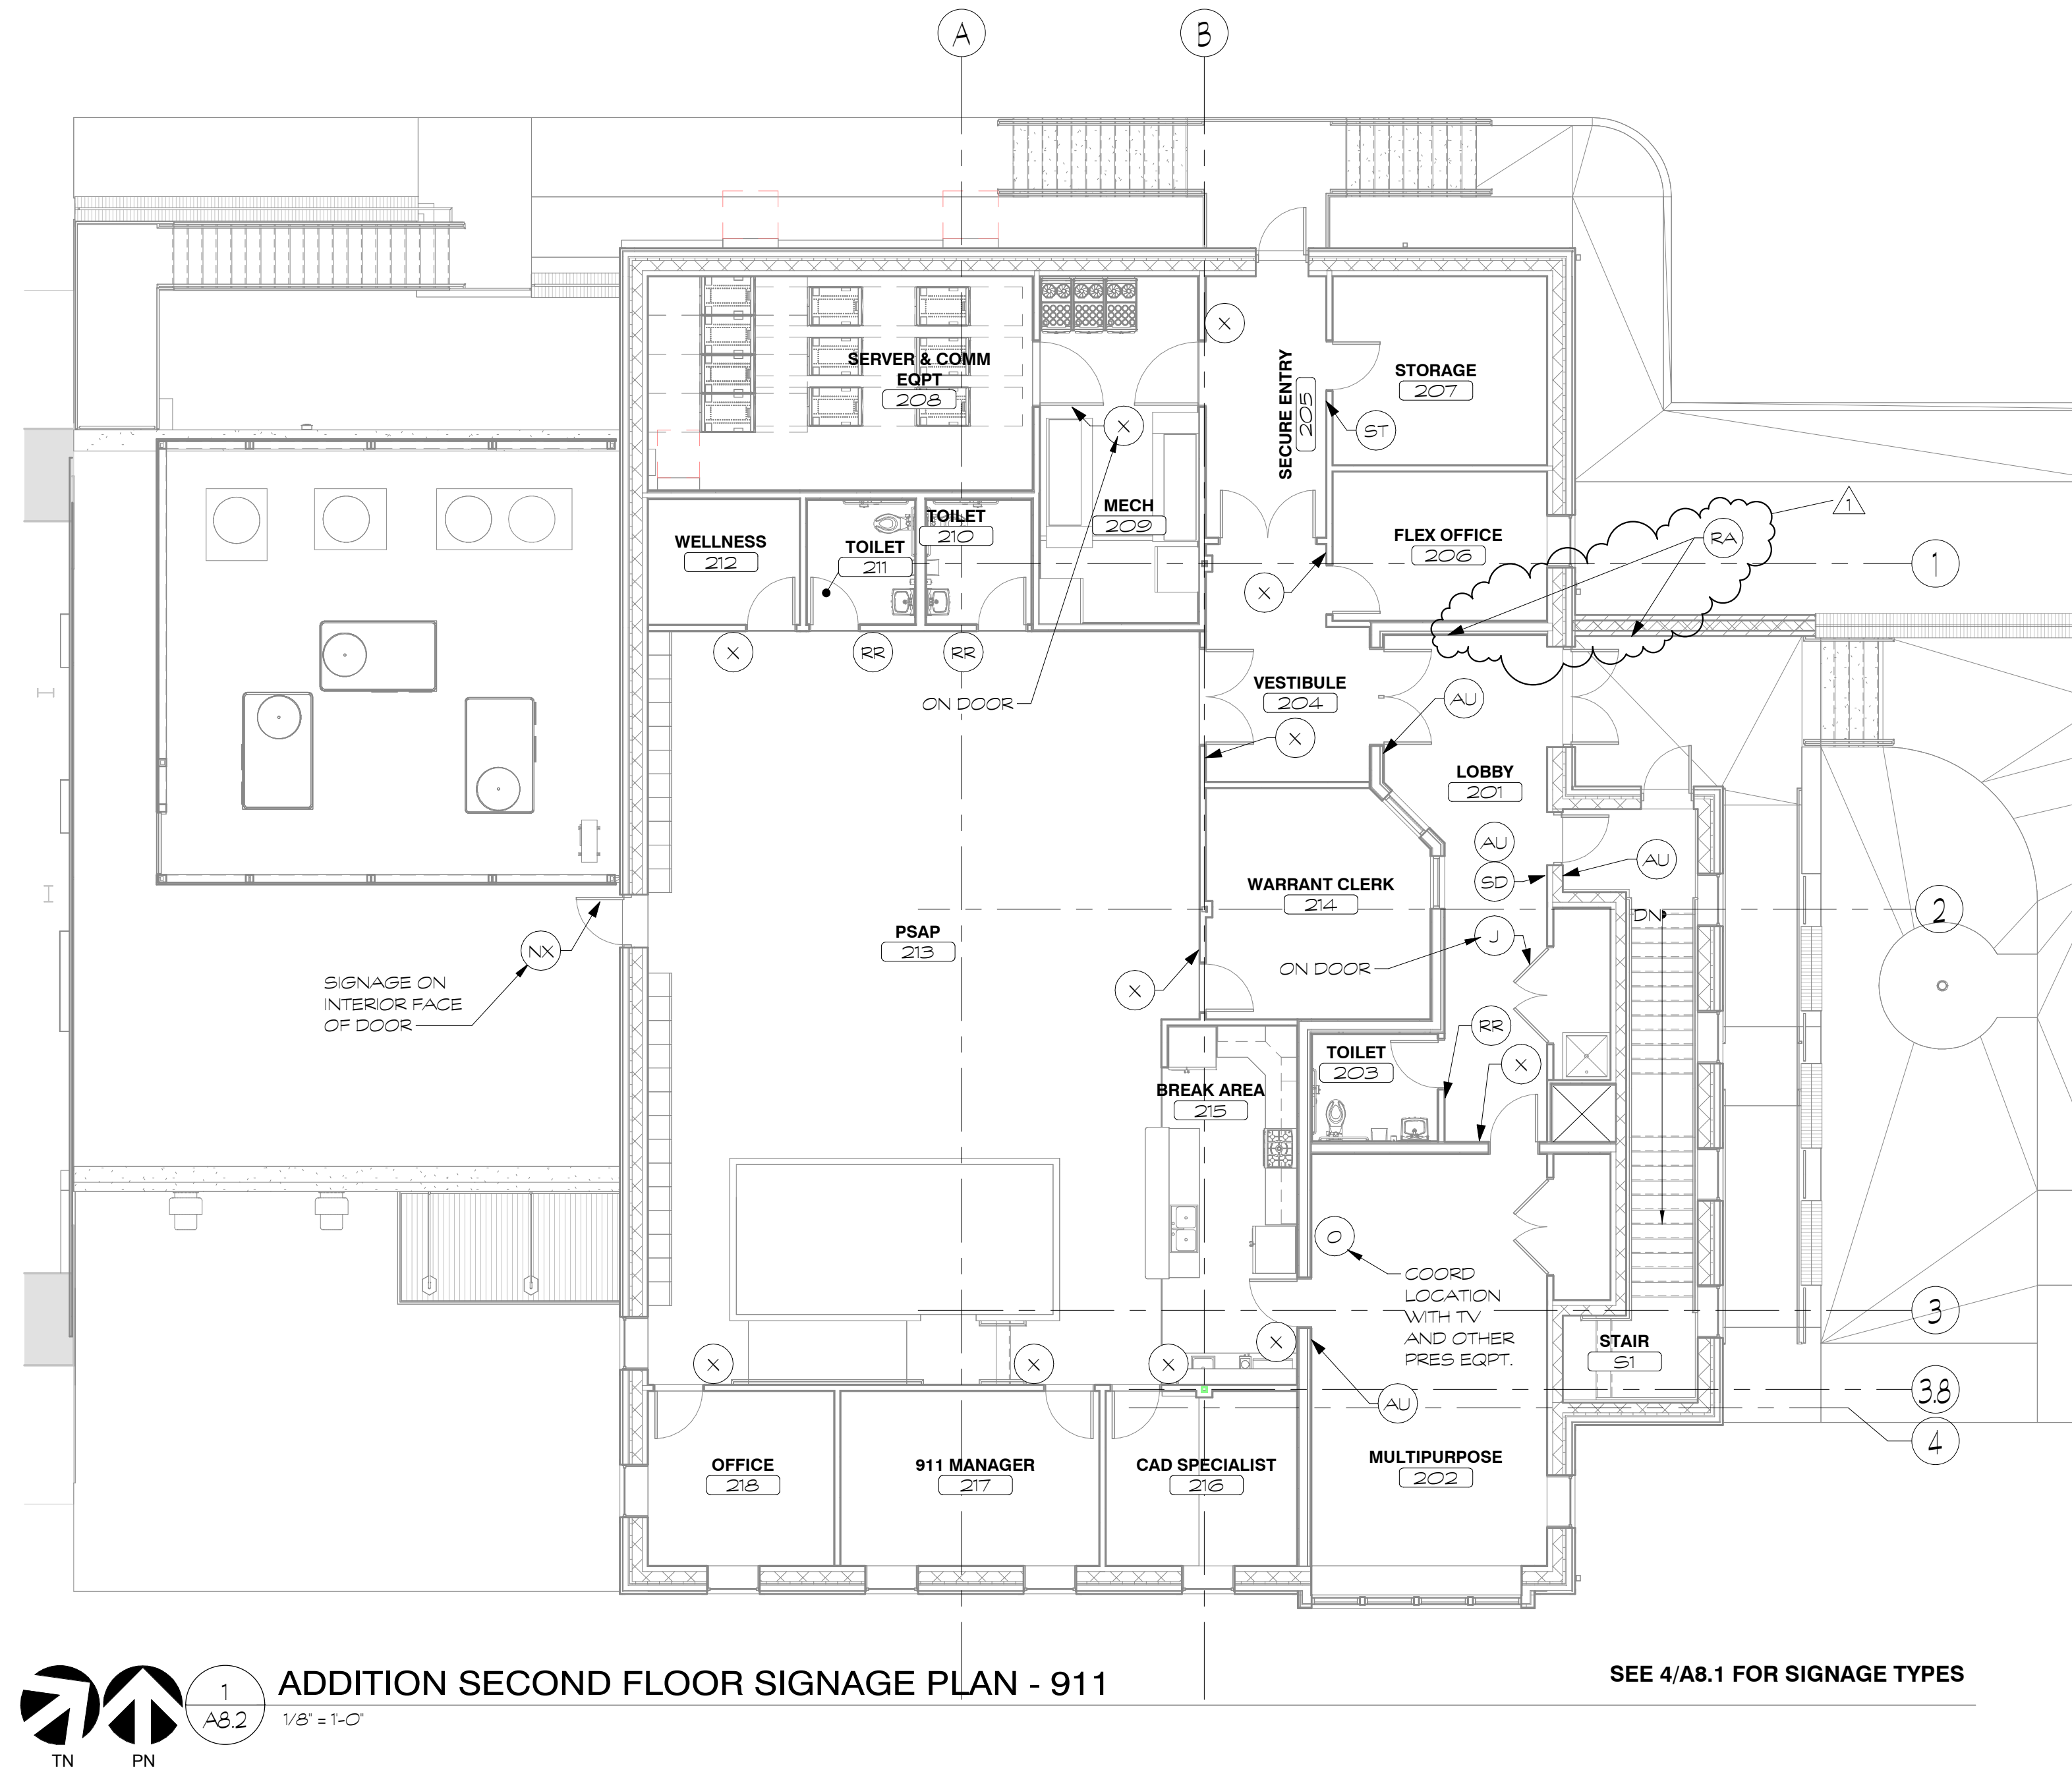 A
B
X
SERVER & COMM
EQPT
208
SECURE ENTRY
205
STORAGE
207
X
ST
MECH
209
1
RA
WELLNESS
212
TOILET
211
TOILET
210
FLEX OFFICE
206
1
X
X
RR
RR
ON DOOR
VESTIBULE
204
AU
X
LOBBY
201
AU
SD
AU
WARRANT CLERK
214
DN
2
PSAP
213
NX
J
ON DOOR
SIGNAGE ON
INTERIOR FACE
OF DOOR
X
RR
TOILET
203
X
BREAK AREA
215
O
COORD
LOCATION
WITH TV
AND OTHER
PRES EQPT.
3
X
X
X
X
STAIR
S1
3.8
AU
4
OFFICE
218
911 MANAGER
217
CAD SPECIALIST
216
MULTIPURPOSE
202
1
A8.2
ADDITION SECOND FLOOR SIGNAGE PLAN - 911
1/8" = 1'-0"
SEE 4/A8.1 FOR SIGNAGE TYPES
TN
PN